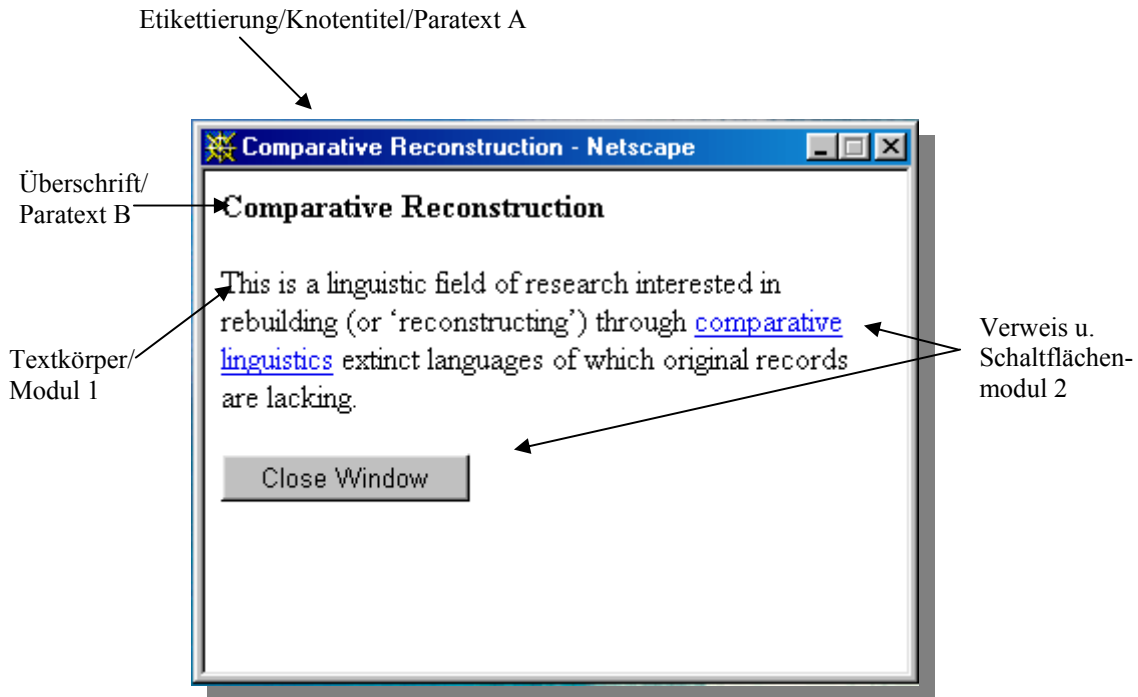 Etikettierung/Knotentitel/Paratext A
Comparative Reconstruction - Netscape
Überschrift/
Paratext B
Comparative Reconstruction
This is a linguistic field of research interested in
rebuilding (or ‘reconstructing’) through comparative
linguistics extinct languages of which original records
are lacking.
Textkörper/
Modul 1
Verweis u.
Schaltflächen-
modul 2
Close Window